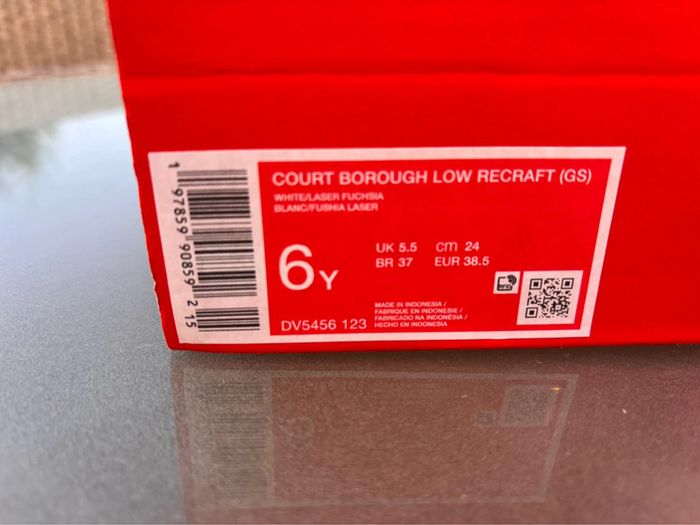 COURT BOROUGH LOW RECRAFT (GS)
WHITE/LASER FUCHSIA
BLANC/FUSHIA LASER
6Y
UK 5.5 cm 24
BR 37 EUR 38.5
DV5456 123
MADE IN INDONESIA /
FABRIQUE EN INDONESIE /
FABRICADO NA INDONÉSIA /
HECHO EN INDONESIA
1 97859 90859 2 15